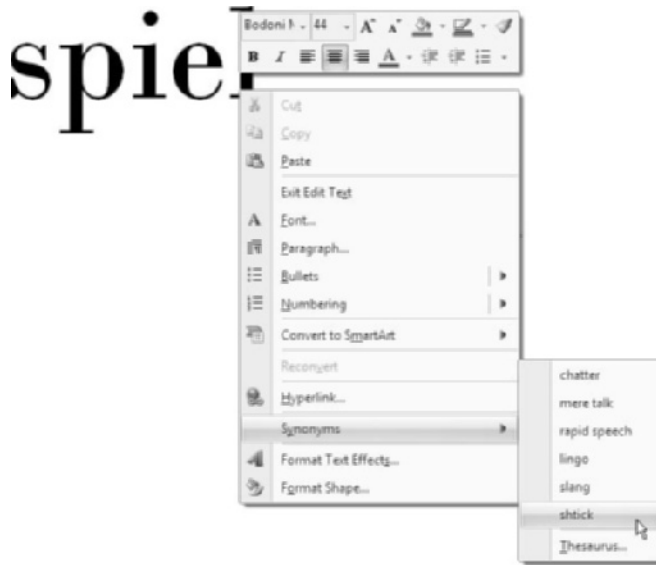 spiel
Bodoni M 44 A A
B I A
Cut
Copy
Paste
Exit Edit Text
A Font...
Paragraph...
Bullets
Numbering
Convert to SmartArt
Reconvert
Hyperlink...
Synonyms
Format Text Effects...
Format Shape...
chatter
mere talk
rapid speech
lingo
slang
shtick
Thesaurus...